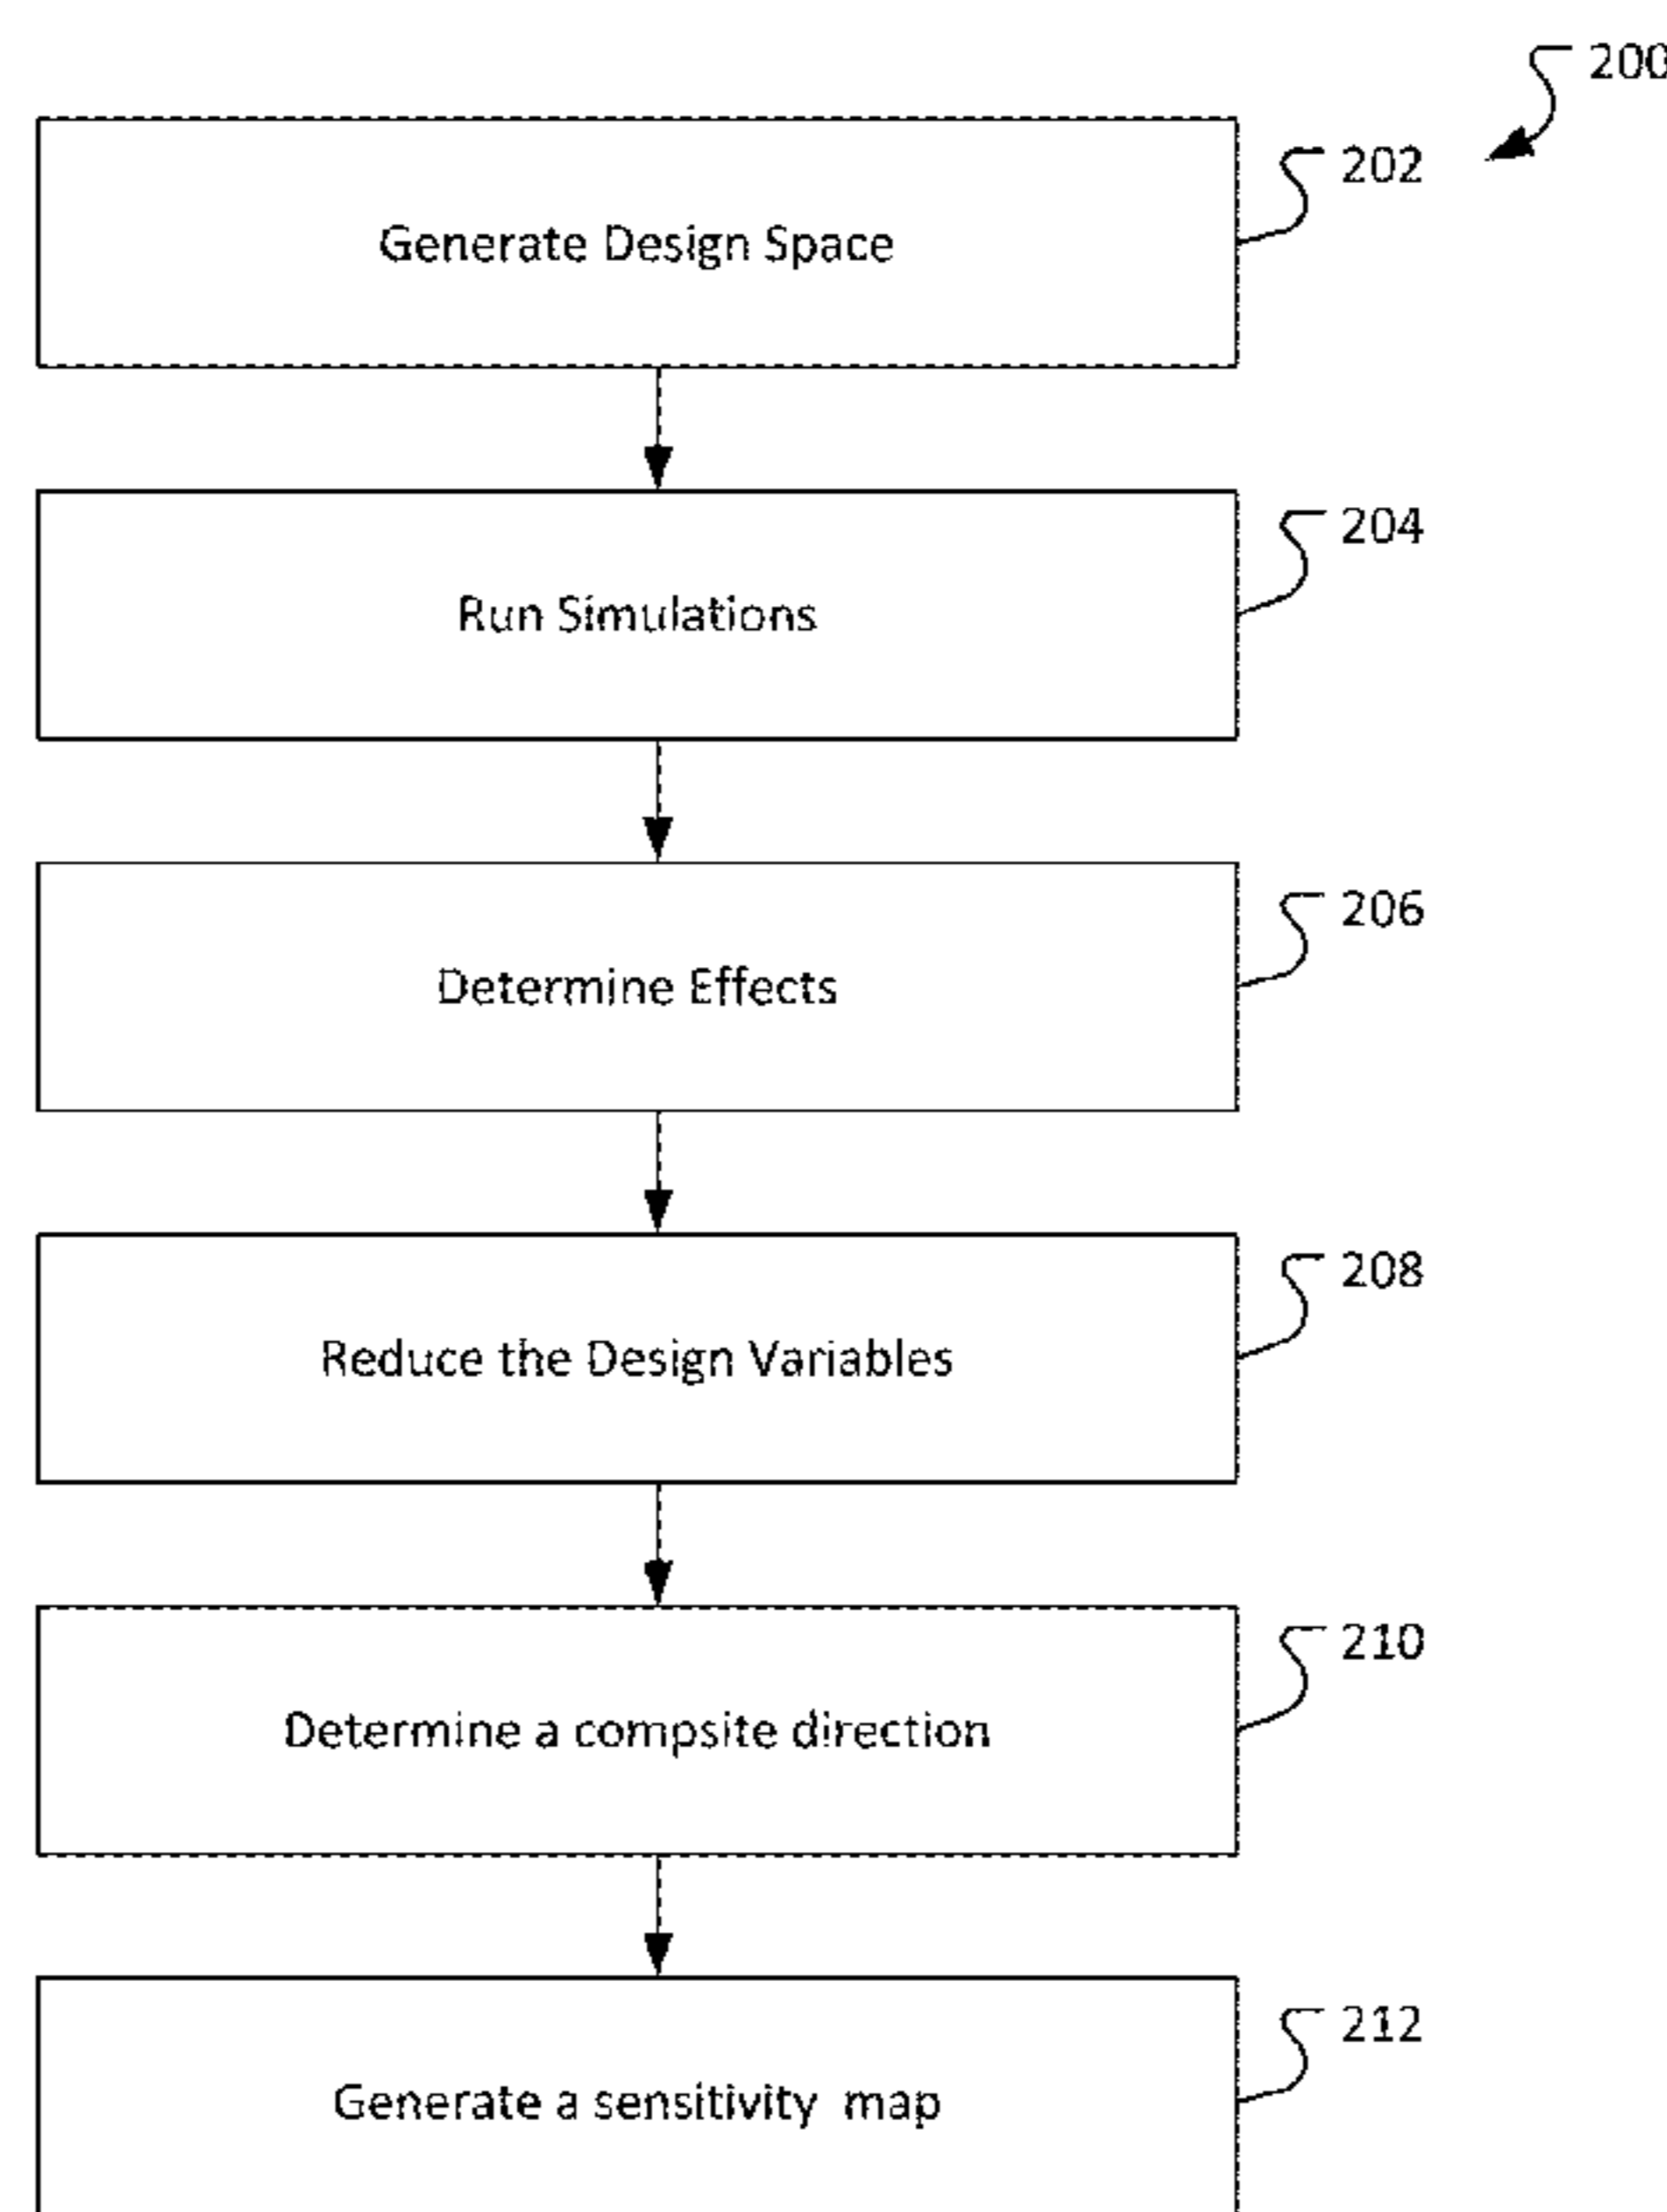 200
202
Generate Design Space
204
Run Simulations
206
Determine Effects
208
Reduce the Design Variables
210
Determine a compsite direction
212
Generate a sensitivity map